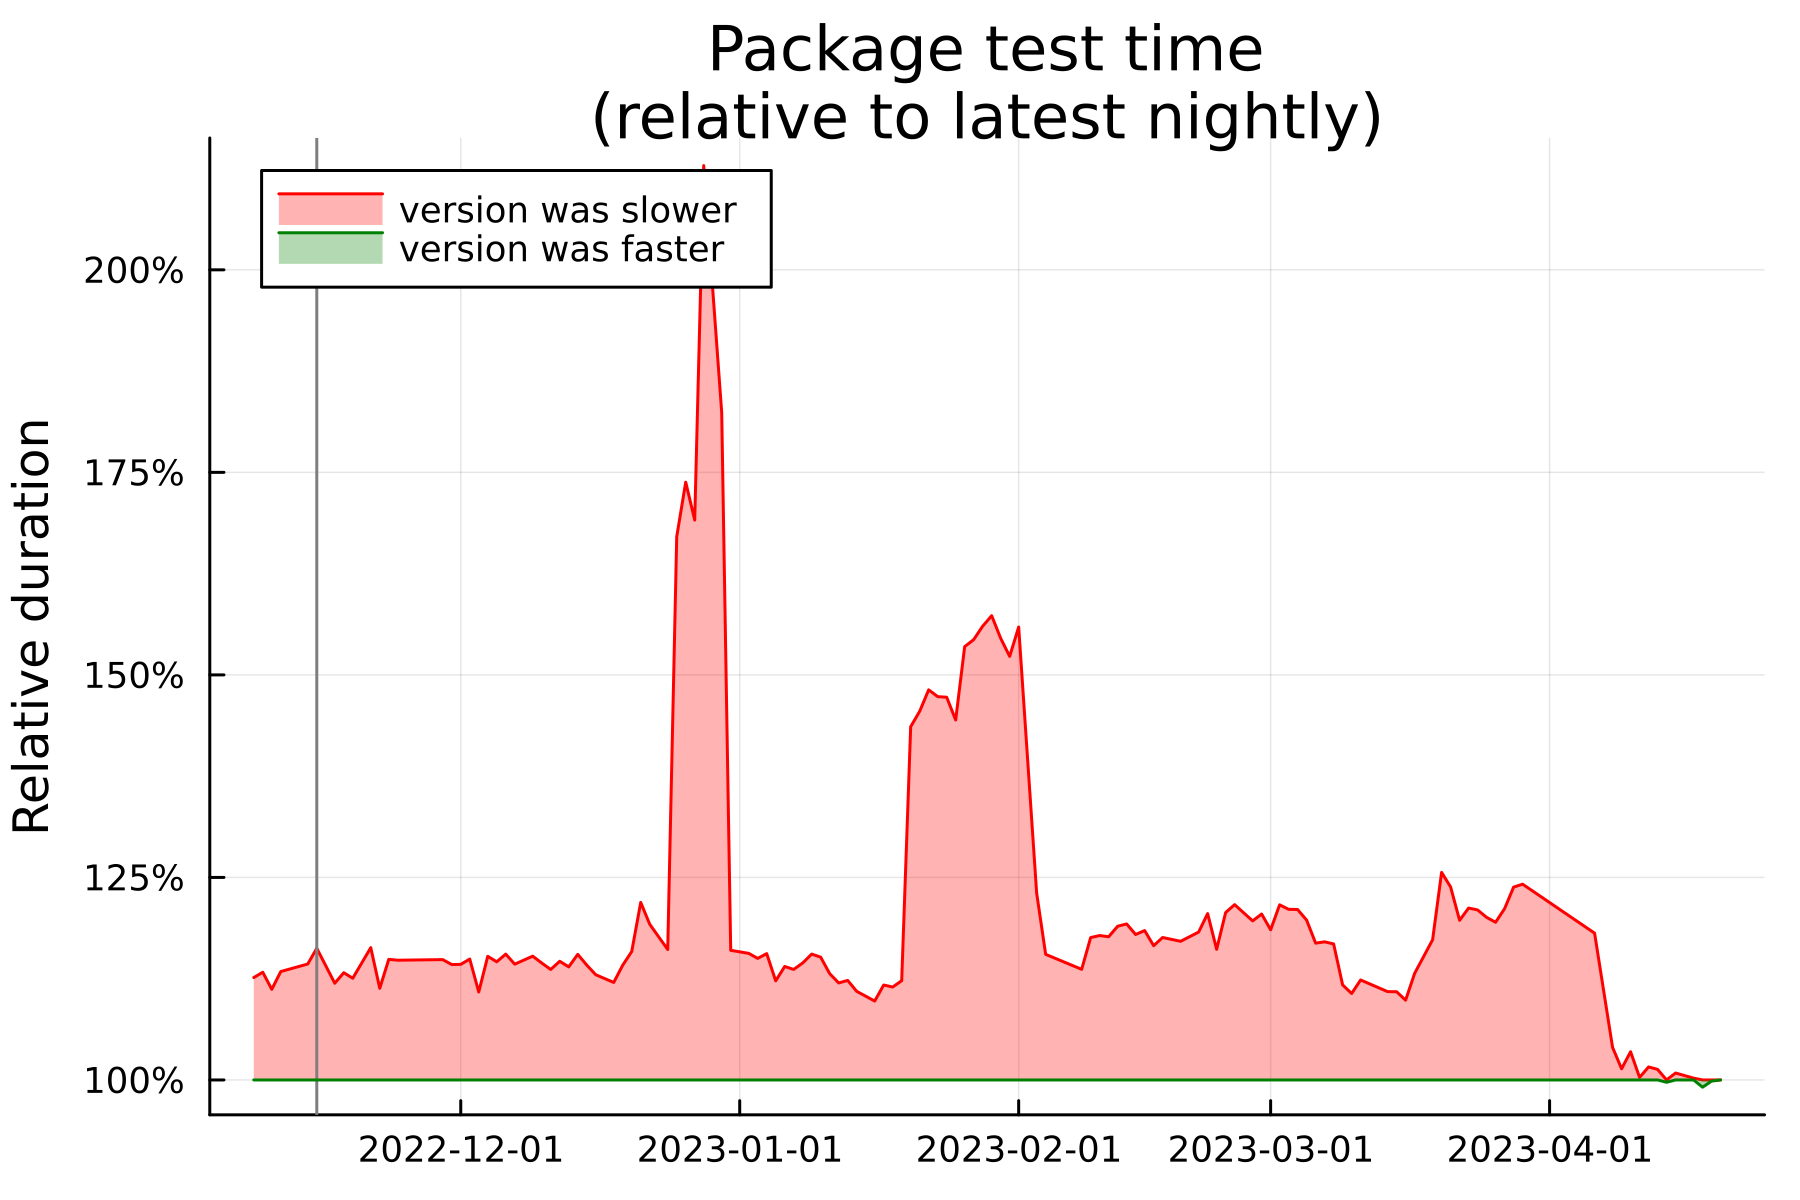 Package test time
(relative to latest nightly)
version was slower
version was faster
Relative duration
200%
175%
150%
125%
100%
2022-12-01
2023-01-01
2023-02-01
2023-03-01
2023-04-01